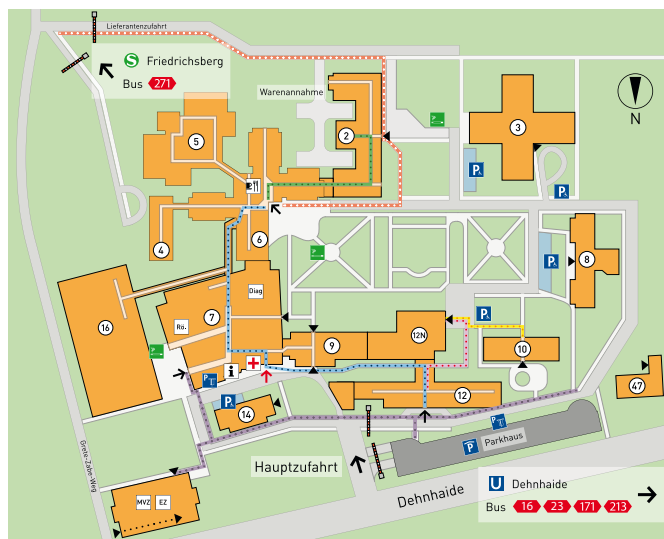 Lieferantenzufahrt
S Friedrichsberg
Bus 271
Warenannahme
2
3
N
5
P
P
4
6
8
P
Diag
7
16
Rö.
9
12N
P
10
i
P
47
12
P
14
P
P
Parkhaus
Grete-Zabe-Weg
Hauptzufahrt
Dehnhaide
MVZ EZ
U Dehnhaide
Bus 16 23 171 213